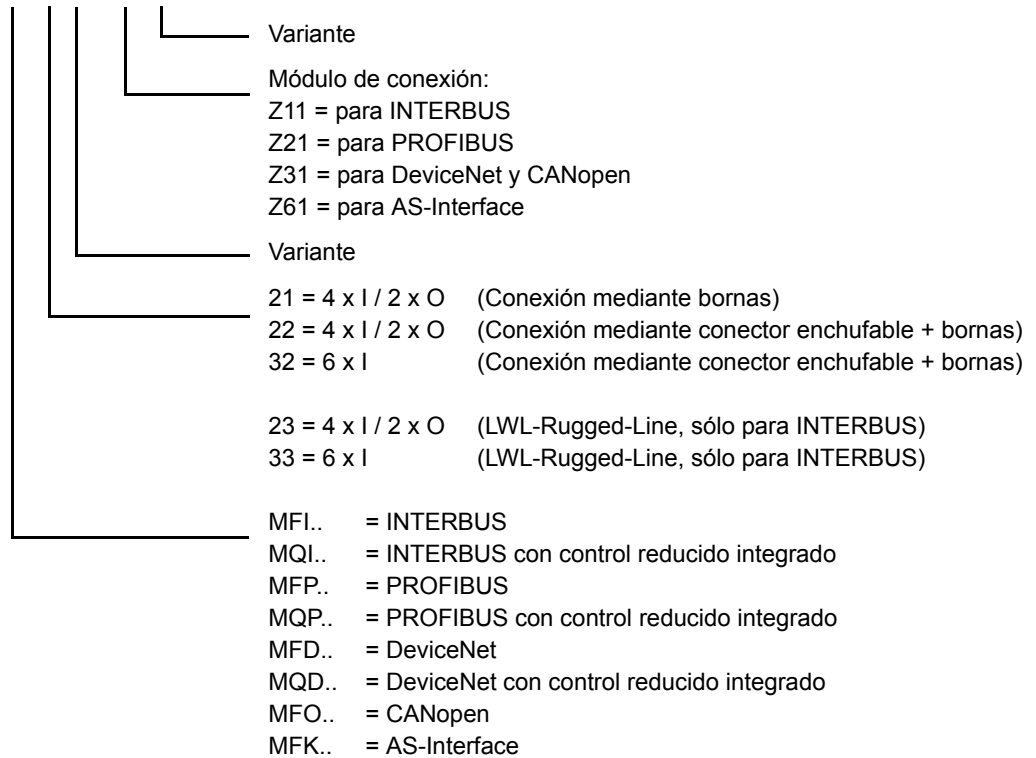 Variante
Módulo de conexión:
Z11 = para INTERBUS
Z21 = para PROFIBUS
Z31 = para DeviceNet y CANopen
Z61 = para AS-Interface
Variante
21 = 4 x I / 2 x O (Conexión mediante bornas)
22 = 4 x I / 2 x O (Conexión mediante conector enchufable + bornas)
32 = 6 x I (Conexión mediante conector enchufable + bornas)
23 = 4 x I / 2 x O (LWL-Rugged-Line, sólo para INTERBUS)
33 = 6 x I (LWL-Rugged-Line, sólo para INTERBUS)
MFI.. = INTERBUS
MQI.. = INTERBUS con control reducido integrado
MFP.. = PROFIBUS
MQP.. = PROFIBUS con control reducido integrado
MFD.. = DeviceNet
MQD.. = DeviceNet con control reducido integrado
MFO.. = CANopen
MFK.. = AS-Interface